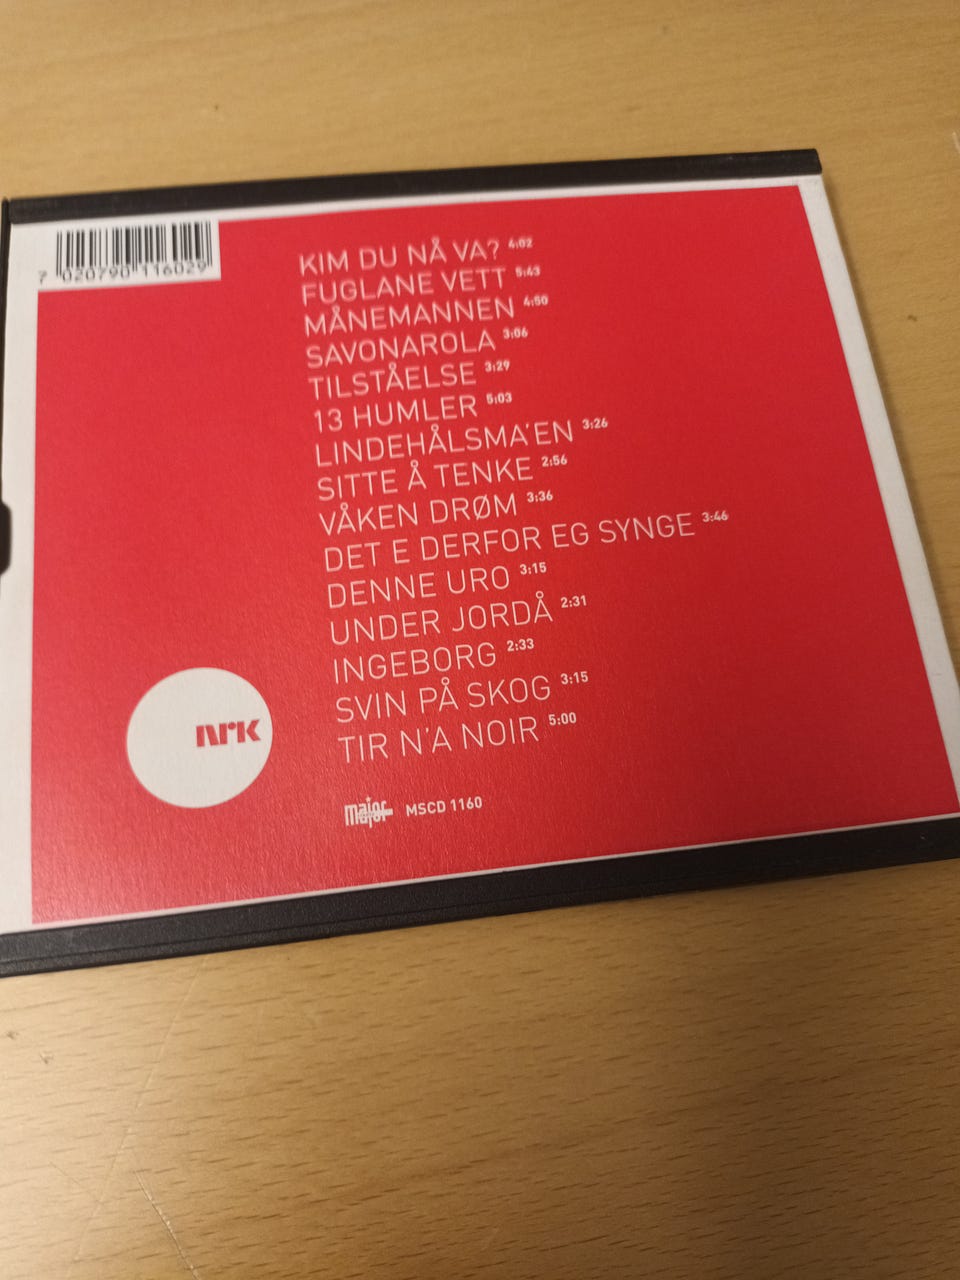 7 020790 116029
KIM DU NÅ VA? 4:02
FUGLANE VETT 5:43
MÅNEMANNEN 4:50
SAVONAROLA 3:06
TILSTÅELSE 3:29
13 HUMLER 5:03
LINDEHÅLSMA'EN 3:26
SITTE Å TENKE 2:56
VÅKEN DRØM 3:36
DET E DERFOR EG SYNGE 3:46
DENNE URO 3:15
UNDER JORDÅ 2:31
INGEBORG 2:33
SVIN PÅ SKOG 3:15
TIR N'A NOIR 5:00
nrk
major
major MSCD 1160